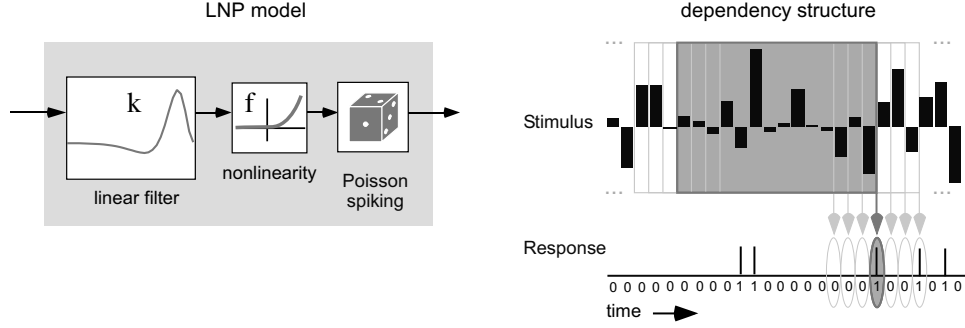 LNP model
k
f
linear filter
nonlinearity
Poisson
spiking
dependency structure
... ...
Stimulus
... ...
Response
0 0 0 0 0 0 0 0 0 1 1 0 0 0 0 0 0 0 0 1 0 0 1 0 1 0
time